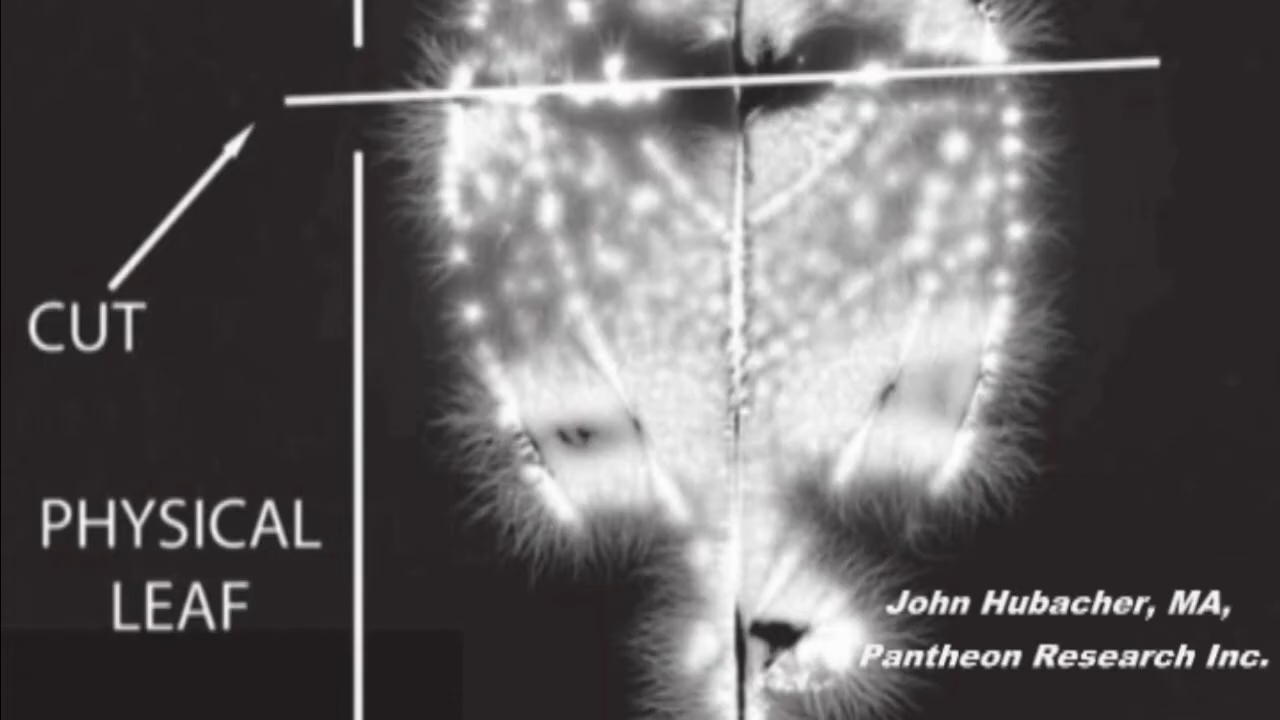 CUT
PHYSICAL
LEAF
John Hubacher, MA,
Pantheon Research Inc.